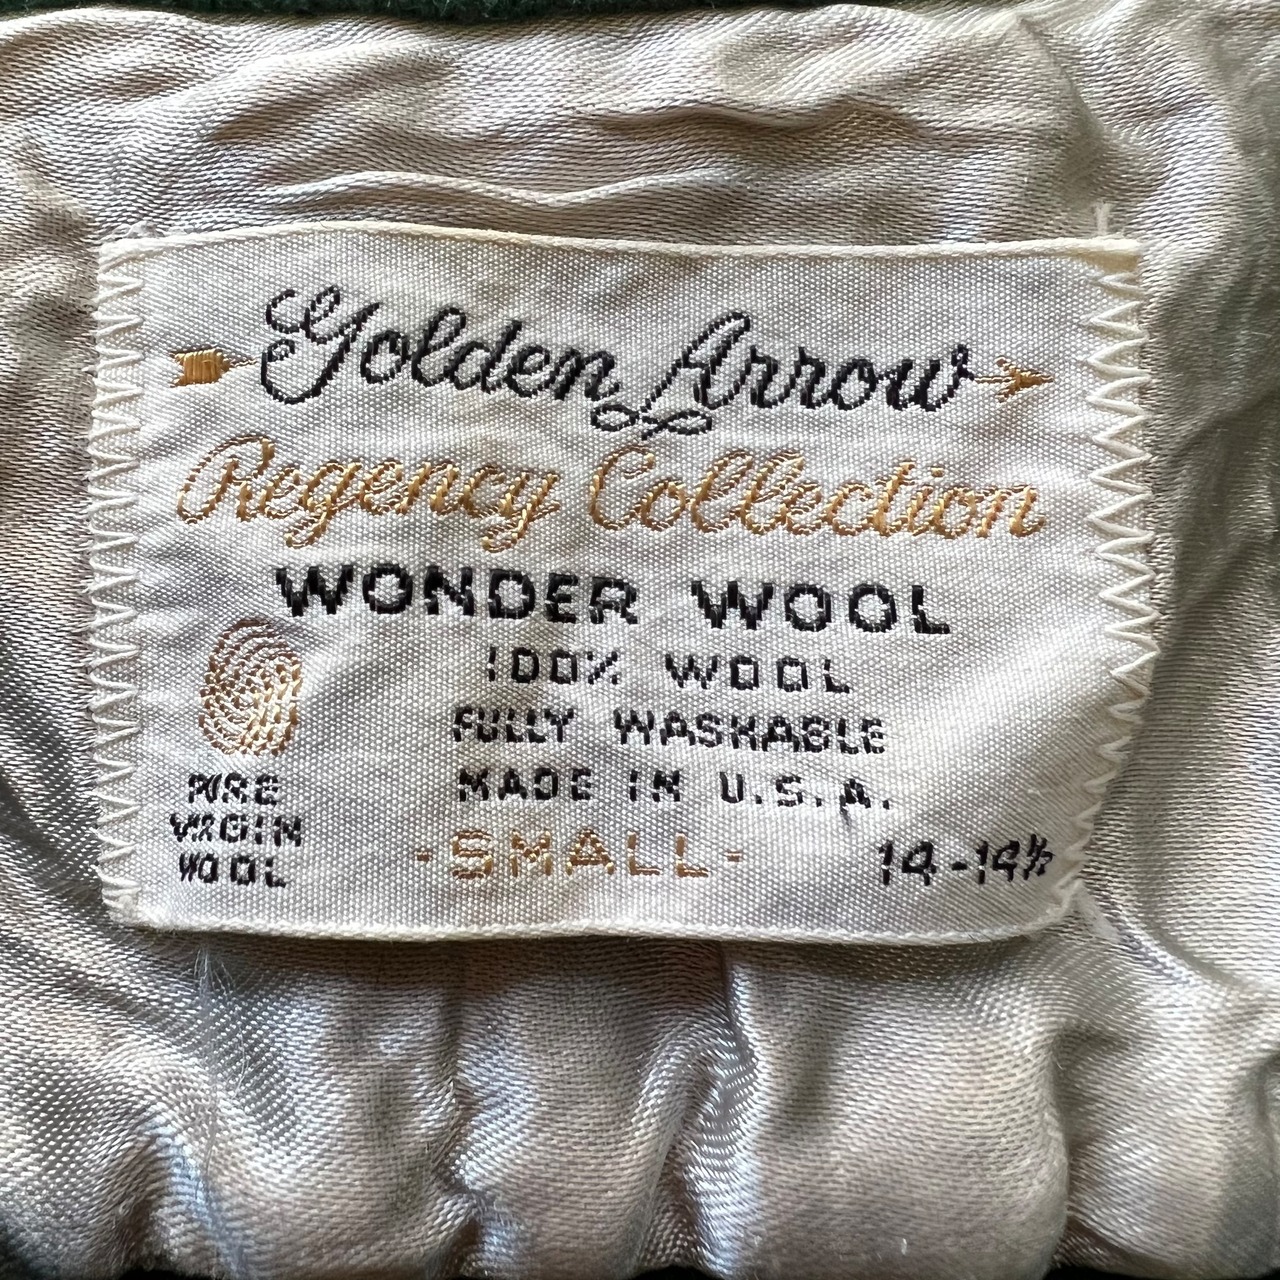 Golden Arrow
Regency Collection
WONDER WOOL
100% WOOL
FULLY WASHABLE
MADE IN U.S.A.
PURE
VIRGIN
WOOL
-SMALL-
14-14½